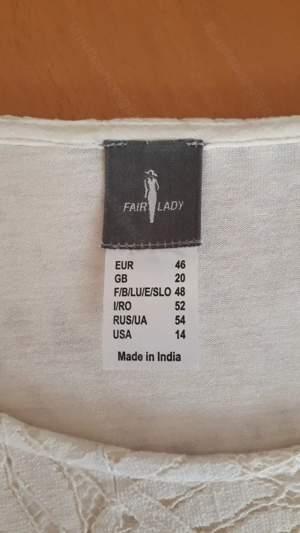 FAIR LADY
EUR 46
GB 20
F/B/LU/E/SLO 48
I/RO 52
RUS/UA 54
USA 14
Made in India